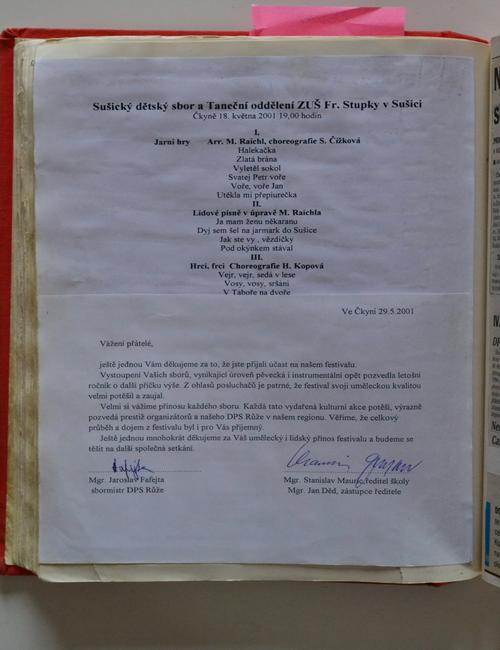 Sušický dětský sbor a Taneční oddělení ZUŠ Fr. Stupky v Sušici
Čkyně 18. května 2001 19,00 hodin
I,
Jarní hry Arr. M. Raichl, choreografie S. Čížková
Halekačka
Zlatá brána
Vyletěl sokol
Svatej Petr voře
Voře, voře Jan
Utěkla mi přepiurečka
II.
Lidové písně v úpravě M. Raichla
Ja mam ženu někaranu
Dyj sem šel na jarmark do Sušice
Jak ste vy , vězdičky
Pod okýnkem stával
III.
Hrcí, frcí Choreografie H. Kopová
Vejr, vejr, sedá v lese
Vosy, vosy, sršáni
V Táboře na dvoře
Ve Čkyni 29.5.2001
Vážení přátelé,
ještě jednou Vám děkujeme za to, že jste přijali účast na našem festivalu.
Vystoupení Vašich sborů, vynikající úroveň pěvecká i instrumentální opět pozvedla letošní
ročník o další příčku výše. Z ohlasů posluchačů je patrné, že festival svoji uměleckou kvalitou
velmi potěšil a zaujal.
Velmi si vážíme přínosu každého sboru. Každá tato vydařená kulturní akce potěší, výrazně
pozvedá prestiž organizátorů a našeho DPS Růže v našem regionu. Věříme, že celkový
průběh a dojem z festivalu byl i pro Vás příjemný.
Ještě jednou mnohokrát děkujeme za Váš umělecký i lidský přínos festivalu a budeme se
těšit na další společná setkání.
Mgr. Jaroslav Fafejta
sbormistr DPS Růže
Mgr. Stanislav Mauric,ředitel školy
Mgr. Jan Děd, zástupce ředitele